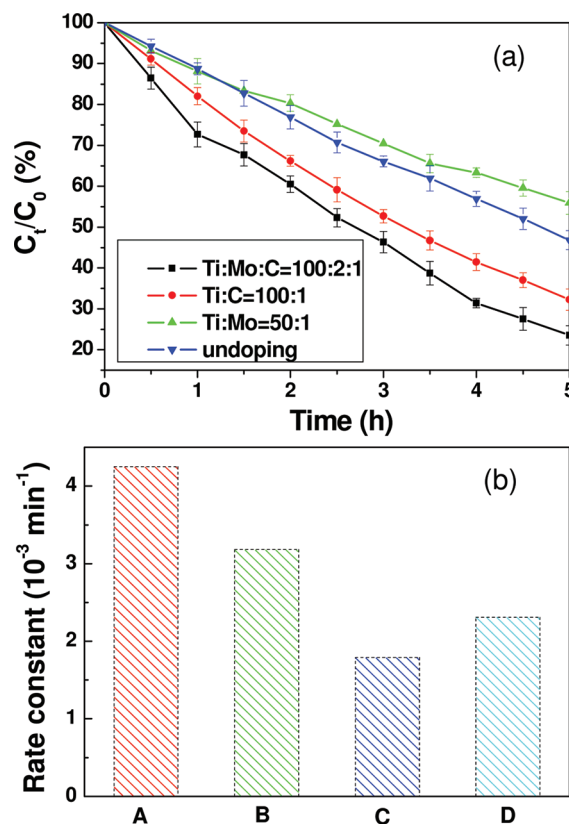 (a)
C_t/C_0 (%)
100
90
80
70
60
50
40
30
20
Ti:Mo:C=100:2:1
Ti:C=100:1
Ti:Mo=50:1
undoping
0 1 2 3 4 5
Time (h)
(b)
Rate constant (10⁻³ min⁻¹)
4
3
2
1
0
A B C D